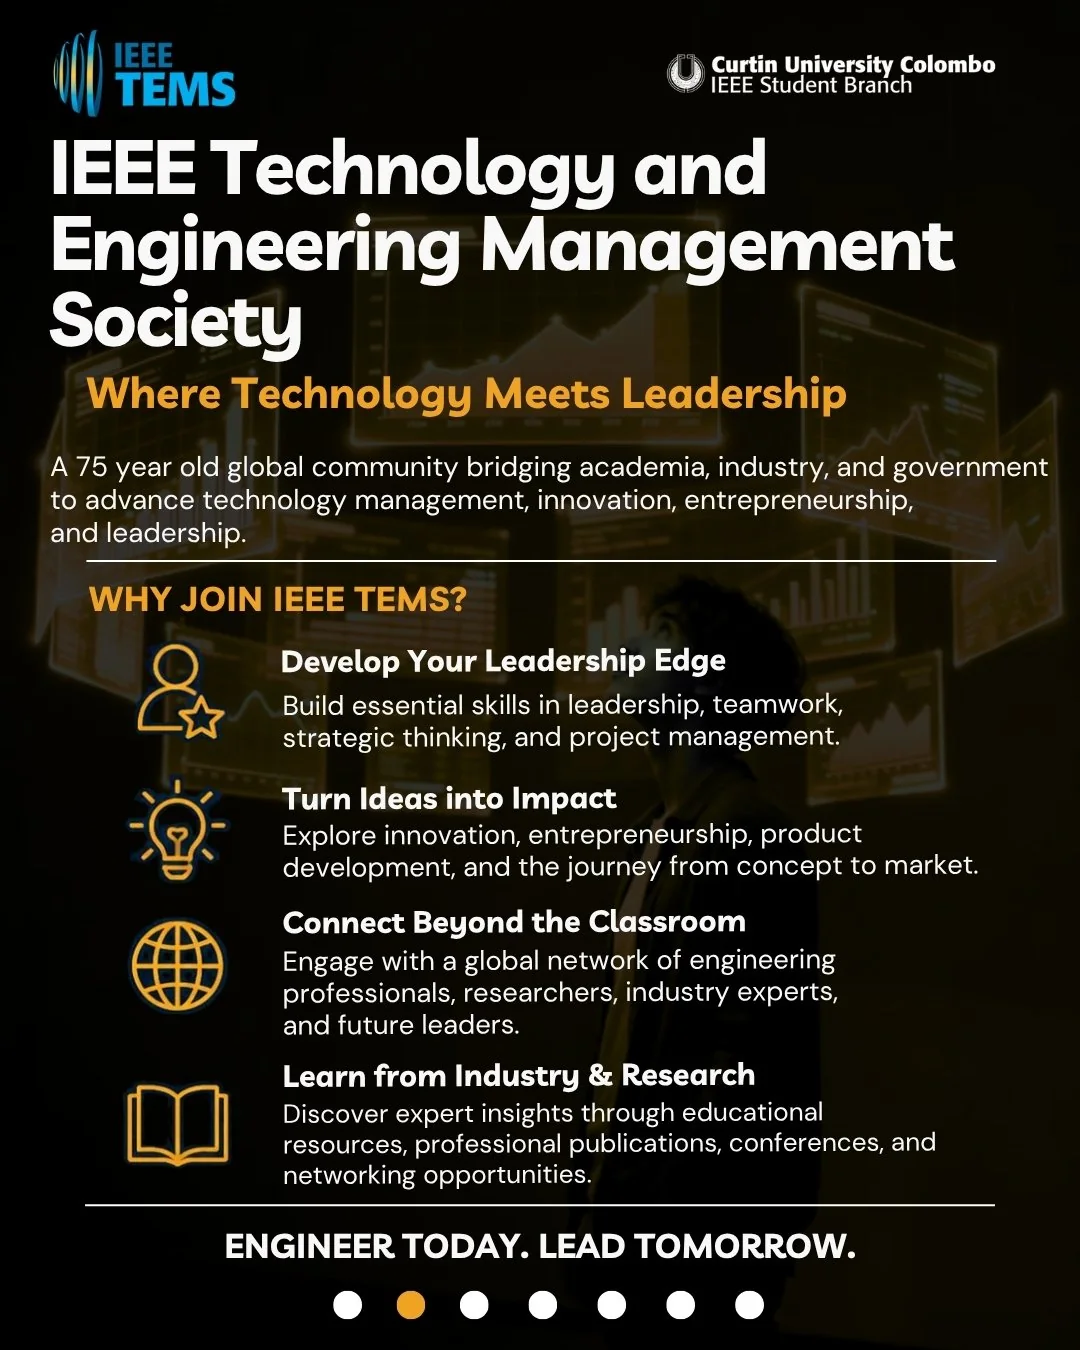 IEEE
TEMS
Curtin University Colombo
IEEE Student Branch
IEEE Technology and
Engineering Management
Society
Where Technology Meets Leadership
A 75 year old global community bridging academia, industry, and government
to advance technology management, innovation, entrepreneurship,
and leadership.
WHY JOIN IEEE TEMS?
Develop Your Leadership Edge
Build essential skills in leadership, teamwork,
strategic thinking, and project management.
Turn Ideas into Impact
Explore innovation, entrepreneurship, product
development, and the journey from concept to market.
Connect Beyond the Classroom
Engage with a global network of engineering
professionals, researchers, industry experts,
and future leaders.
Learn from Industry & Research
Discover expert insights through educational
resources, professional publications, conferences, and
networking opportunities.
ENGINEER TODAY. LEAD TOMORROW.